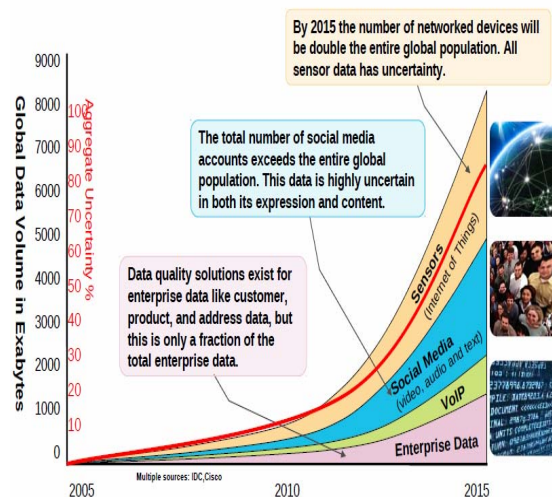 By 2015 the number of networked devices will
be double the entire global population. All
sensor data has uncertainty.
The total number of social media
accounts exceeds the entire global
population. This data is highly uncertain
in both its expression and content.
Data quality solutions exist for
enterprise data like customer,
product, and address data, but
this is only a fraction of the
total enterprise data.
Global Data Volume in Exabytes
9000
8000
7000
6000
5000
4000
3000
2000
1000
0
Aggregate Uncertainty %
100
90
80
70
60
50
40
30
20
10
Sensors
(Internet of Things)
Social Media
(video, audio and text)
VoIP
Enterprise Data
Multiple sources: IDC,Cisco
2005
2010
2015